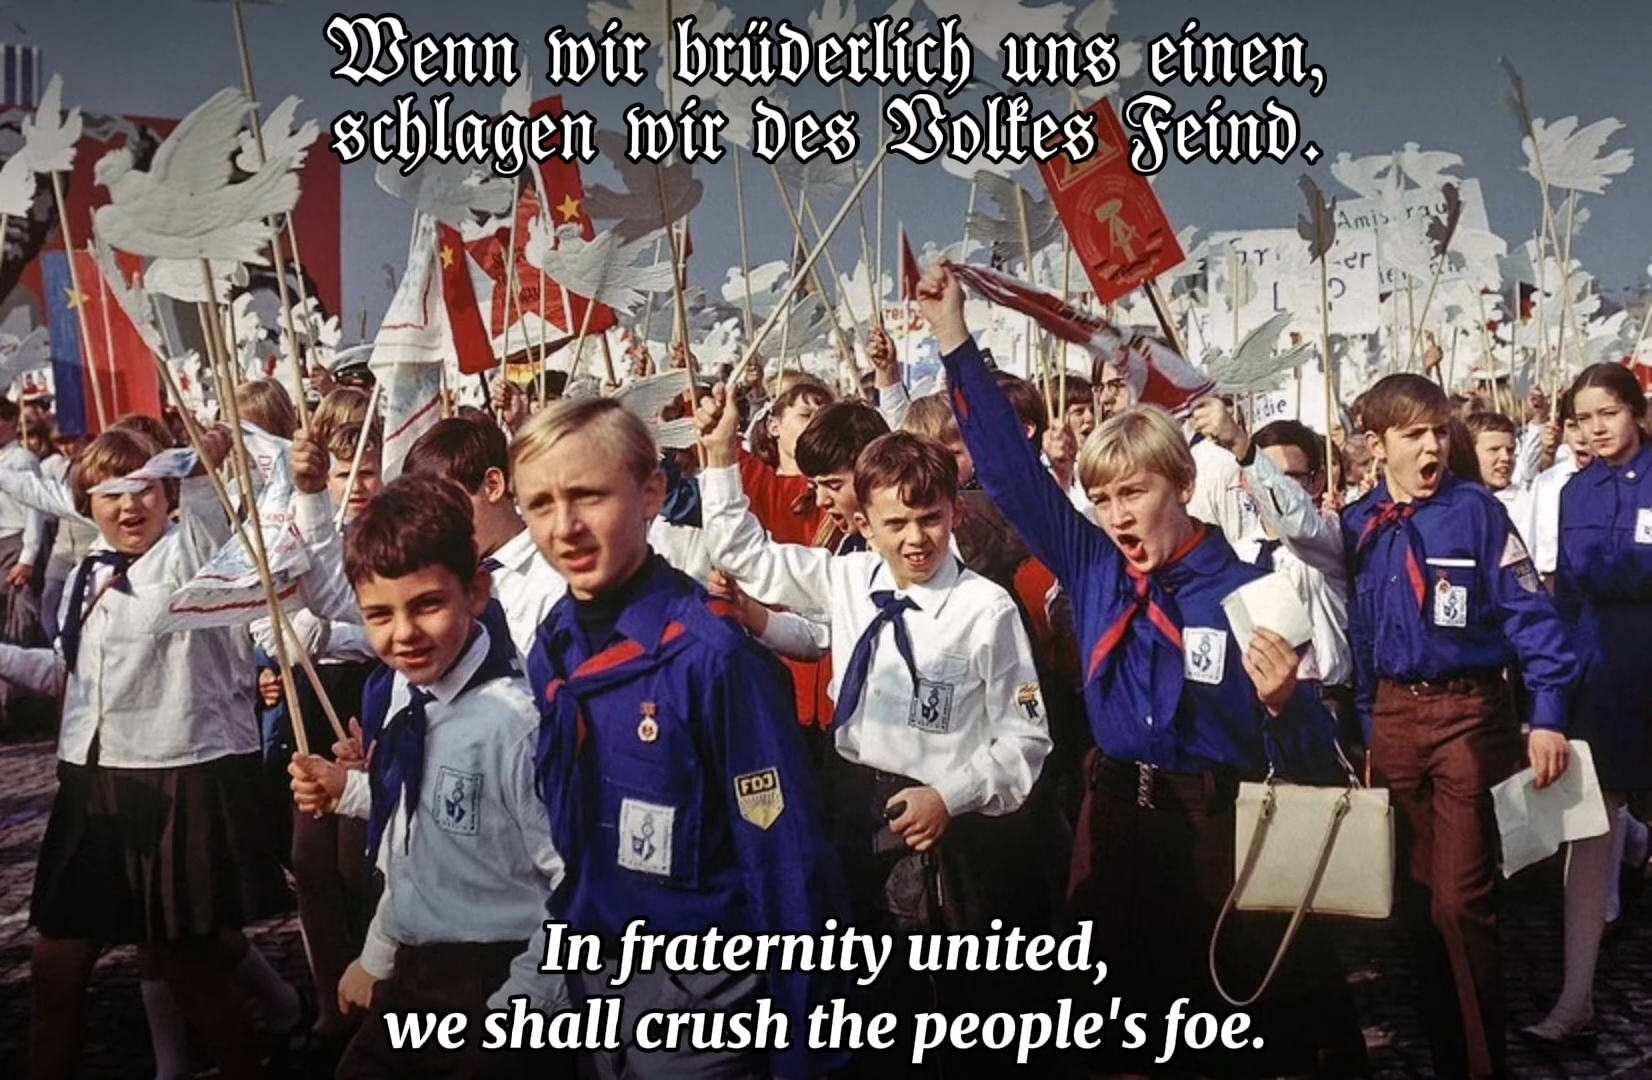 Wenn wir brüderlich uns einen,
schlagen wir des Volkes Feind.
FDJ
In fraternity united,
we shall crush the people's foe.